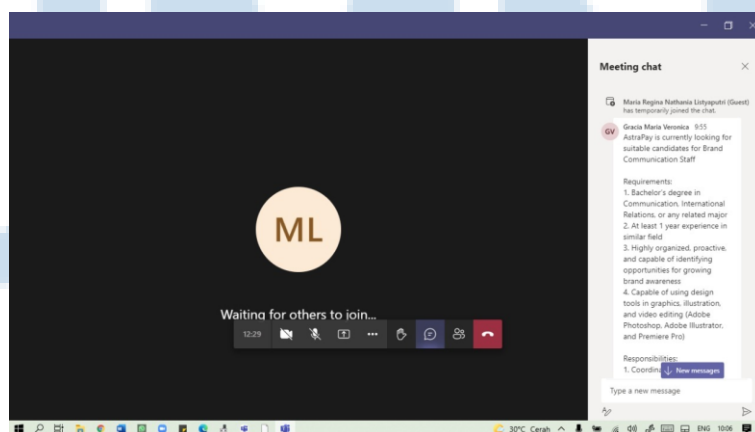 Meeting chat
Maria Regina Nathania Listyaputri (Guest)
has temporarily joined the chat.
GV
Gracia Maria Veronica 9:55
AstraPay is currently looking for
suitable candidates for Brand
Communication Staff
Requirements:
1. Bachelor's degree in
Communication, International
Relations, or any related major
2. At least 1 year experience in
similar field
3. Highly organized, proactive,
and capable of identifying
opportunities for growing
brand awareness
4. Capable of using design
tools in graphics, illustration,
and video editing (Adobe
Photoshop, Adobe Illustrator,
and Premiere Pro)
Responsibilities:
1. Coordina
New messages
Type a new message
ML
Waiting for others to join...
12:29
30°C Cerah
ENG
10:06